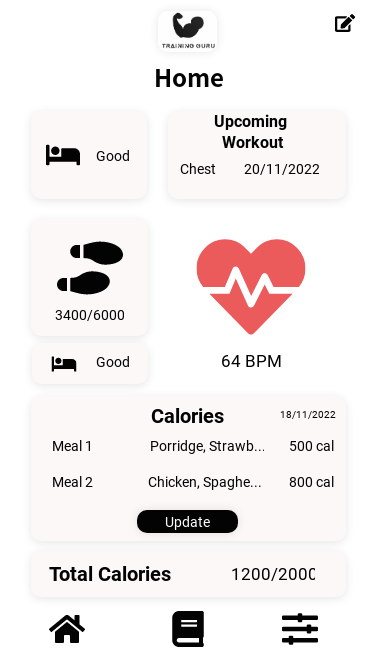 TRAINING GURU
Home
Good
Upcoming
Workout
Chest 20/11/2022
3400/6000
Good
64 BPM
Calories 18/11/2022
Meal 1 Porridge, Strawb... 500 cal
Meal 2 Chicken, Spaghe... 800 cal
Update
Total Calories 1200/2000